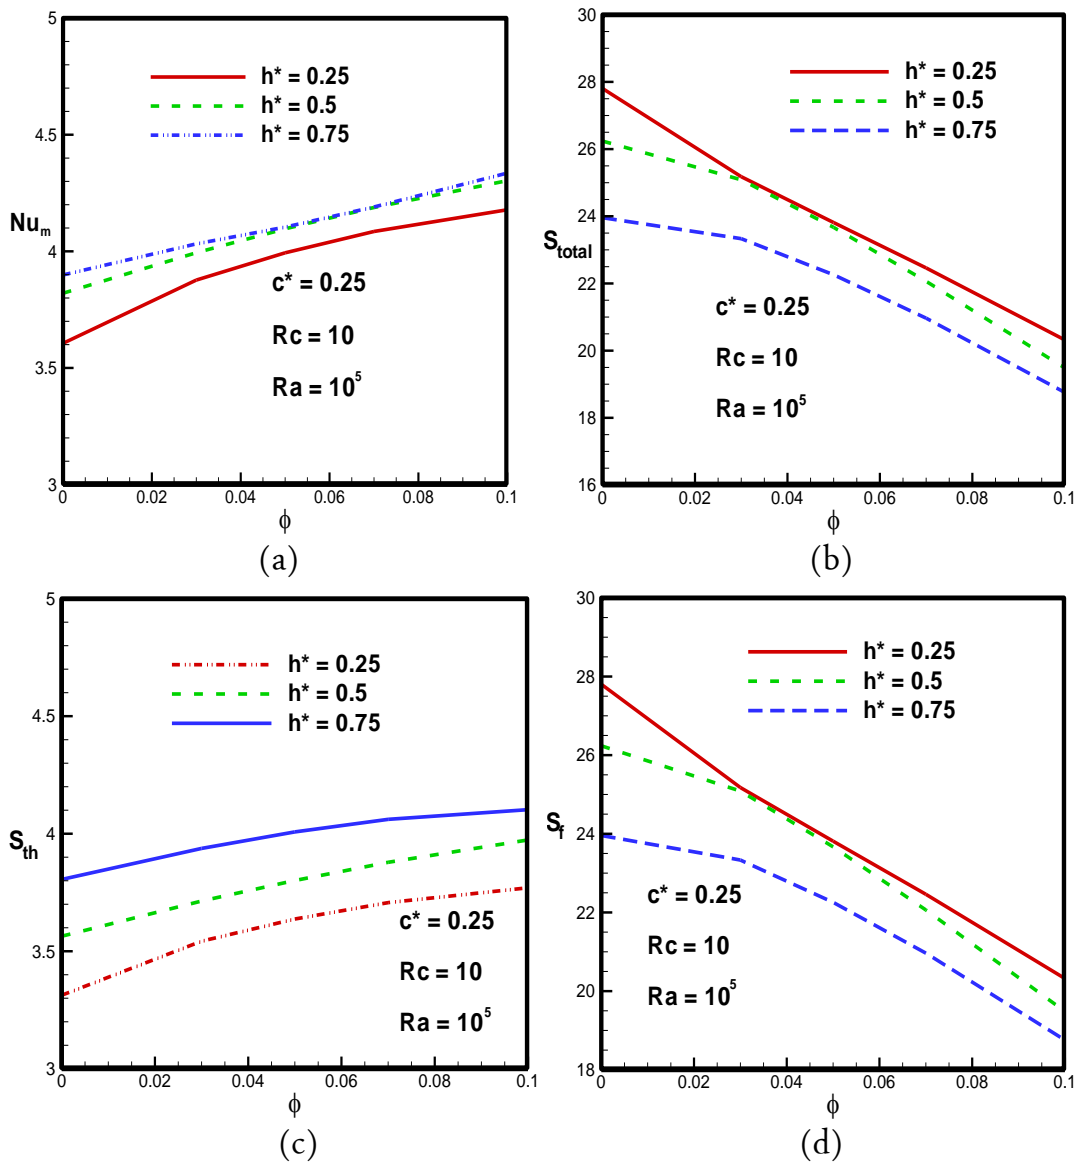 5
4.5
4
3.5
3
Nu_m
h* = 0.25
h* = 0.5
h* = 0.75
c* = 0.25
Rc = 10
Ra = 10^5
0 0.02 0.04 0.06 0.08 0.1
ϕ
(a)
30
28
26
24
22
20
18
16
S_total
h* = 0.25
h* = 0.5
h* = 0.75
c* = 0.25
Rc = 10
Ra = 10^5
0 0.02 0.04 0.06 0.08 0.1
ϕ
(b)
5
4.5
4
3.5
3
S_th
h* = 0.25
h* = 0.5
h* = 0.75
c* = 0.25
Rc = 10
Ra = 10^5
0 0.02 0.04 0.06 0.08 0.1
ϕ
(c)
30
28
26
24
22
20
18
S_f
h* = 0.25
h* = 0.5
h* = 0.75
c* = 0.25
Rc = 10
Ra = 10^5
0 0.02 0.04 0.06 0.08 0.1
ϕ
(d)